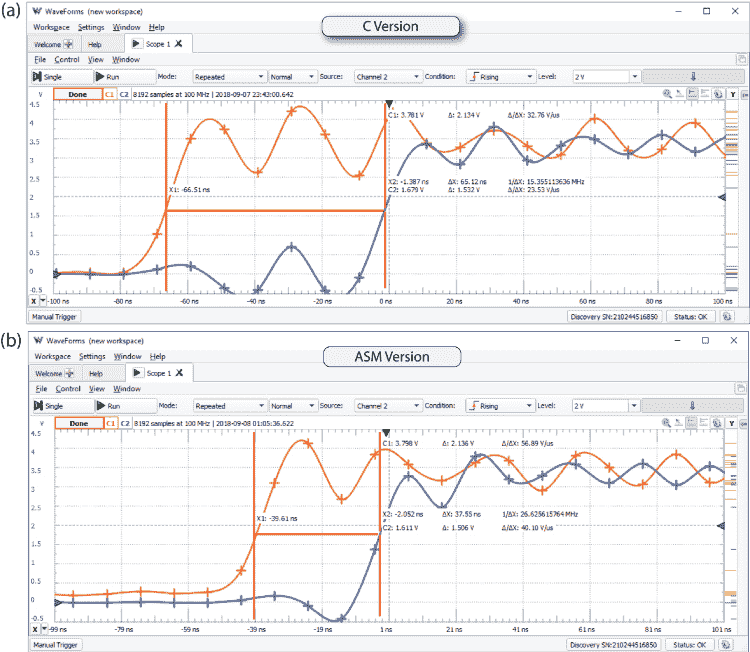 (a)
WaveForms (new workspace)
C Version
Workspace Settings Window Help
Welcome Help Scope 1
File Control View Window
Single Run Mode: Repeated Normal Source: Channel 2 Condition: Rising Level: 2 V
V Done C1 C2 8192 samples at 100 MHz | 2018-09-07 23:43:00.642 Y
4.5
C1: 3.781 V Δ: 2.134 V Δ/ΔX: 32.76 V/us
4
3.5
3
2.5
X1: -66.51 ns X2: -1.387 ns ΔX: 65.12 ns 1/ΔX: 15.355113636 MHz
C2: 1.679 V Δ: 1.532 V Δ/ΔX: 23.53 V/us
2
1.5
1
0.5
0
-0.5
X -100 ns -80 ns -60 ns -40 ns -20 ns 0 ns 20 ns 40 ns 60 ns 80 ns 100 ns
Manual Trigger Discovery SN:210244516850 Status: OK
(b)
WaveForms (new workspace)
ASM Version
Workspace Settings Window Help
Welcome Help Scope 1
File Control View Window
Single Run Mode: Repeated Normal Source: Channel 2 Condition: Rising Level: 2 V
V Done C1 C2 8192 samples at 100 MHz | 2018-09-08 01:05:36.622 Y
4.5
C1: 3.798 V Δ: 2.136 V Δ/ΔX: 56.89 V/us
4
3.5
3
2.5
X1: -39.61 ns X2: -2.052 ns ΔX: 37.55 ns 1/ΔX: 26.625615764 MHz
C2: 1.611 V Δ: 1.506 V Δ/ΔX: 40.10 V/us
2
1.5
1
0.5
0
-0.5
X -99 ns -79 ns -59 ns -39 ns -19 ns 1 ns 21 ns 41 ns 61 ns 81 ns 101 ns
Manual Trigger Discovery SN:210244516850 Status: OK